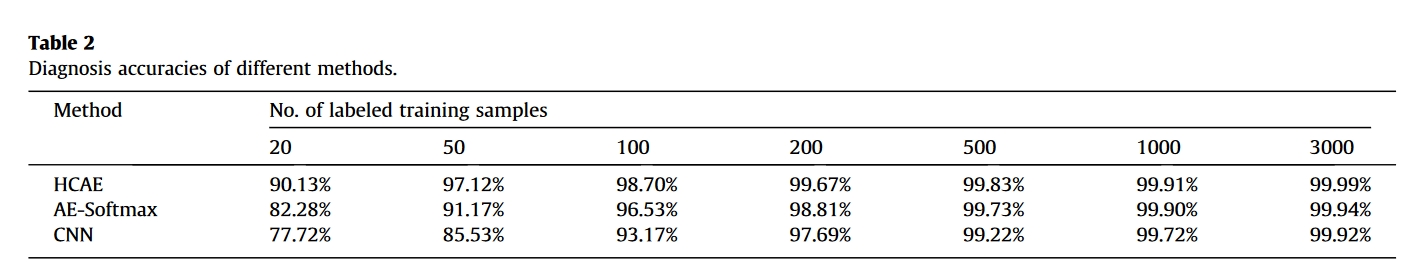 Table 2
Diagnosis accuracies of different methods.
Method No. of labeled training samples
20 50 100 200 500 1000 3000
HCAE 90.13% 97.12% 98.70% 99.67% 99.83% 99.91% 99.99%
AE-Softmax 82.28% 91.17% 96.53% 98.81% 99.73% 99.90% 99.94%
CNN 77.72% 85.53% 93.17% 97.69% 99.22% 99.72% 99.92%